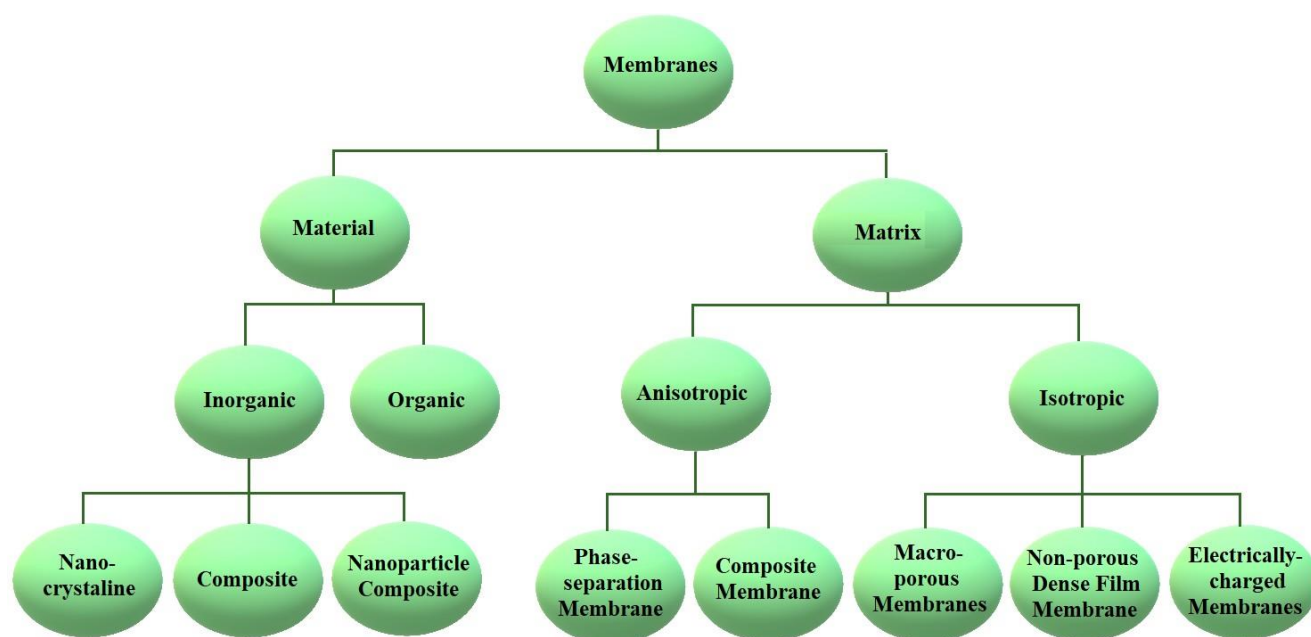 Membranes
Material
Matrix
Inorganic
Organic
Anisotropic
Isotropic
Nano-
crystaline
Composite
Nanoparticle
Composite
Phase-
separation
Membrane
Composite
Membrane
Macro-
porous
Membranes
Non-porous
Dense Film
Membrane
Electrically-
charged
Membranes